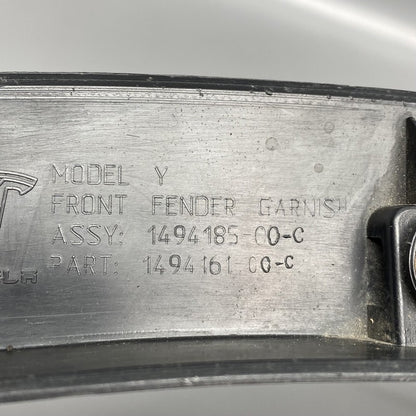 MODEL Y
FRONT FENDER GARNISH
ASSY: 1494185 00-C
PART: 1494161 00-C